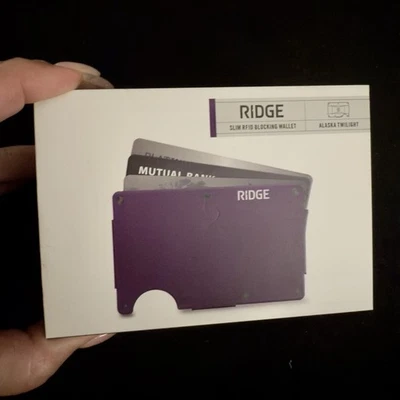 RIDGE
SLIM RFID BLOCKING WALLET
ALASKA TWILIGHT
MUTUAL BANK
RIDGE